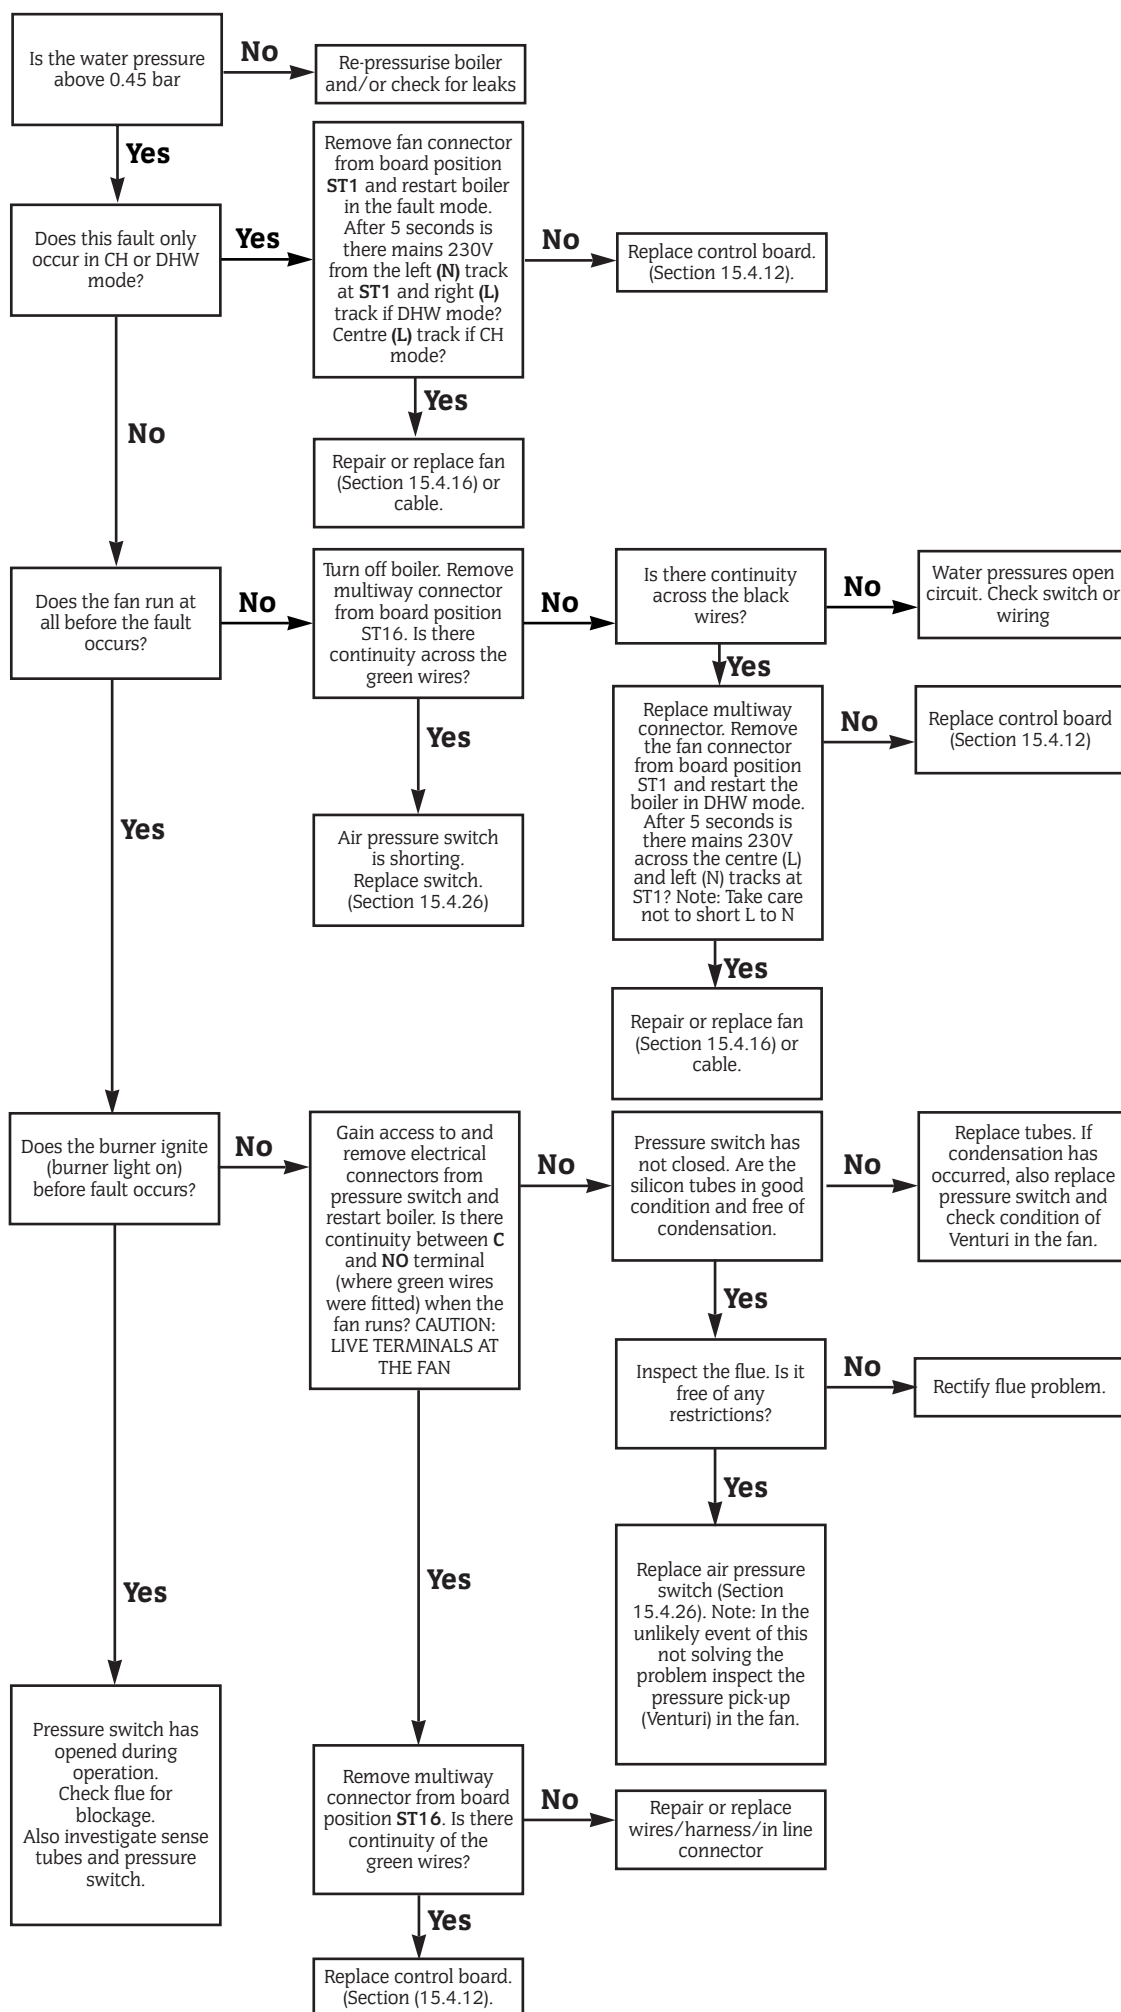 Is the water pressure
above 0.45 bar
No
Re-pressurise boiler
and/or check for leaks
Yes
Does this fault only
occur in CH or DHW
mode?
Yes
Remove fan connector
from board position
ST1 and restart boiler
in the fault mode.
After 5 seconds is
there mains 230V
from the left (N) track
at ST1 and right (L)
track if DHW mode?
Centre (L) track if CH
mode?
No
Replace control board.
(Section 15.4.12).
Yes
Repair or replace fan
(Section 15.4.16) or
cable.
No
Does the fan run at
all before the fault
occurs?
No
Turn off boiler. Remove
multiway connector
from board position
ST16. Is there
continuity across the
green wires?
No
Is there continuity
across the black
wires?
No
Water pressures open
circuit. Check switch or
wiring
Yes
Replace multiway
connector. Remove
the fan connector
from board position
ST1 and restart the
boiler in DHW mode.
After 5 seconds is
there mains 230V
across the centre (L)
and left (N) tracks at
ST1? Note: Take care
not to short L to N
No
Replace control board
(Section 15.4.12)
Yes
Air pressure switch
is shorting.
Replace switch.
(Section 15.4.26)
Yes
Repair or replace fan
(Section 15.4.16) or
cable.
Yes
Does the burner ignite
(burner light on)
before fault occurs?
No
Gain access to and
remove electrical
connectors from
pressure switch and
restart boiler. Is there
continuity between C
and NO terminal
(where green wires
were fitted) when the
fan runs? CAUTION:
LIVE TERMINALS AT
THE FAN
No
Pressure switch has
not closed. Are the
silicon tubes in good
condition and free of
condensation.
No
Replace tubes. If
condensation has
occurred, also replace
pressure switch and
check condition of
Venturi in the fan.
Yes
Inspect the flue. Is it
free of any
restrictions?
No
Rectify flue problem.
Yes
Replace air pressure
switch (Section
15.4.26). Note: In the
unlikely event of this
not solving the
problem inspect the
pressure pick-up
(Venturi) in the fan.
Yes
Yes
Pressure switch has
opened during
operation.
Check flue for
blockage.
Also investigate sense
tubes and pressure
switch.
Remove multiway
connector from board
position ST16. Is there
continuity of the
green wires?
No
Repair or replace
wires/harness/in line
connector
Yes
Replace control board.
(Section (15.4.12).